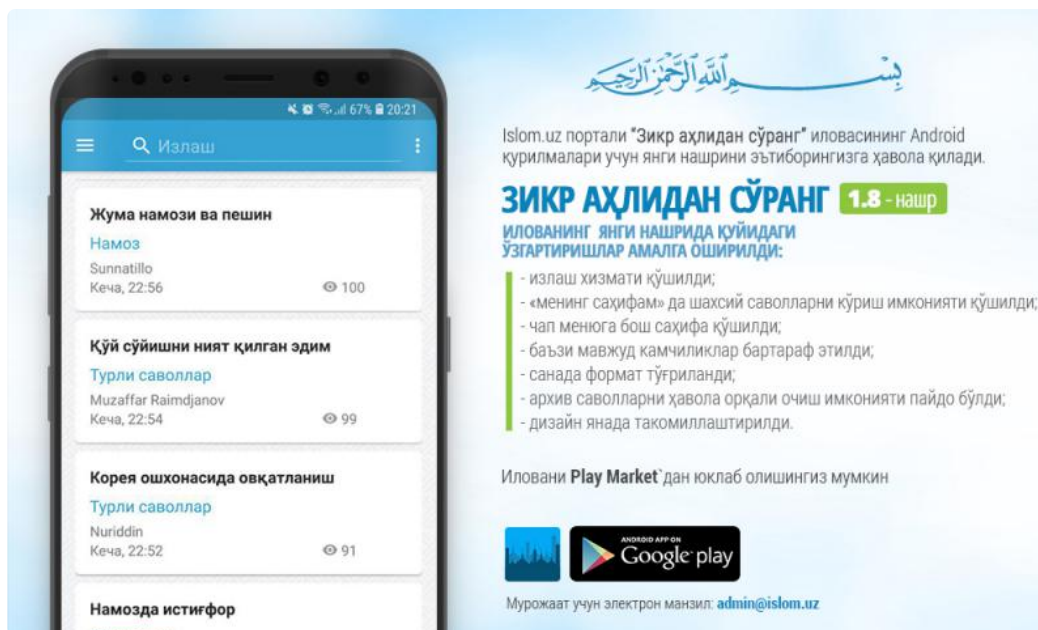 67% 20:21
Излаш
Жума намози ва пешин
Намоз
Sunnatillo
Кеча, 22:56 100
Қўй сўйишни ният қилган эдим
Турли саволлар
Muzaffar Raimdjanov
Кеча, 22:54 99
Корея ошхонасида овқатланиш
Турли саволлар
Nuriddin
Кеча, 22:52 91
Намозда истиғфор
بِسْمِ اللَّهِ الرَّحْمَنِ الرَّحِيمِ
Islom.uz портали "Зикр аҳлидан сўранг" иловасининг Android
қурилмалари учун янги нашрини эътиборингизга ҳавола қилади.
ЗИКР АҲЛИДАН СЎРАНГ 1.8 - нашр
ИЛОВАНИНГ ЯНГИ НАШРИДА ҚУЙИДАГИ
ЎЗГАРТИРИШЛАР АМАЛГА ОШИРИЛДИ:
- излаш хизмати қўшилди;
- «менинг саҳифам» да шахсий саволларни кўриш имконияти қўшилди;
- чап менюга бош саҳифа қўшилди;
- баъзи мавжуд камчиликлар бартараф этилди;
- санада формат тўғриланди;
- архив саволларни ҳавола орқали очиш имконияти пайдо бўлди;
- дизайн янада такомиллаштирилди.
Иловани Play Market`дан юклаб олишингиз мумкин
ANDROID APP ON
Google play
Мурожаат учун электрон манзил: admin@islom.uz